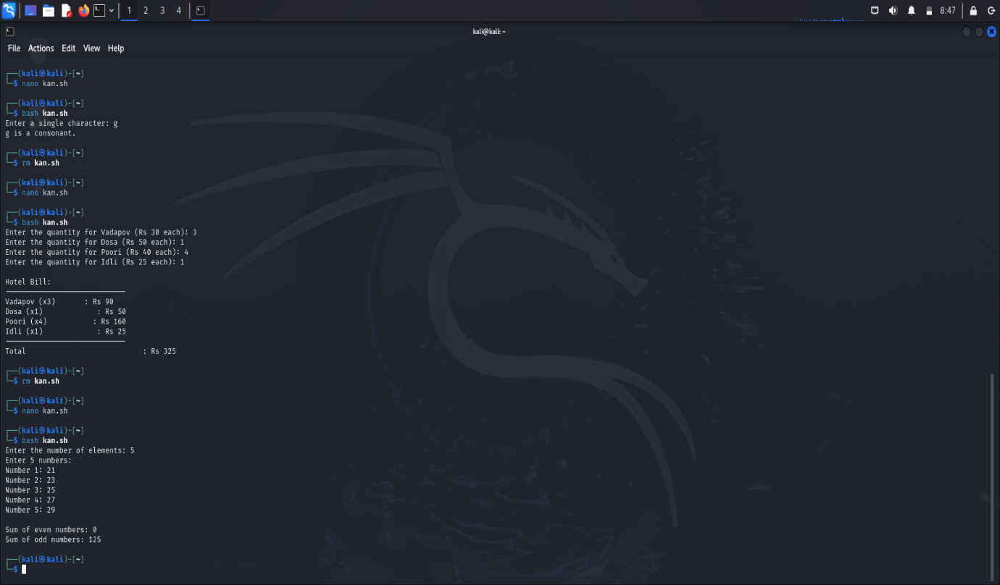 1 2 3 4
8:47
kali@kali: ~
File Actions Edit View Help
┌──(kali㉿kali)-[~]
└─$ nano kan.sh
┌──(kali㉿kali)-[~]
└─$ bash kan.sh
Enter a single character: g
g is a consonant.
┌──(kali㉿kali)-[~]
└─$ rm kan.sh
┌──(kali㉿kali)-[~]
└─$ nano kan.sh
┌──(kali㉿kali)-[~]
└─$ bash kan.sh
Enter the quantity for Vadapov (Rs 30 each): 3
Enter the quantity for Dosa (Rs 50 each): 1
Enter the quantity for Poori (Rs 40 each): 4
Enter the quantity for Idli (Rs 25 each): 1
Hotel Bill:
Vadapov (x3) : Rs 90
Dosa (x1) : Rs 50
Poori (x4) : Rs 160
Idli (x1) : Rs 25
Total : Rs 325
┌──(kali㉿kali)-[~]
└─$ rm kan.sh
┌──(kali㉿kali)-[~]
└─$ nano kan.sh
┌──(kali㉿kali)-[~]
└─$ bash kan.sh
Enter the number of elements: 5
Enter 5 numbers:
Number 1: 21
Number 2: 23
Number 3: 25
Number 4: 27
Number 5: 29
Sum of even numbers: 0
Sum of odd numbers: 125
┌──(kali㉿kali)-[~]
└─$